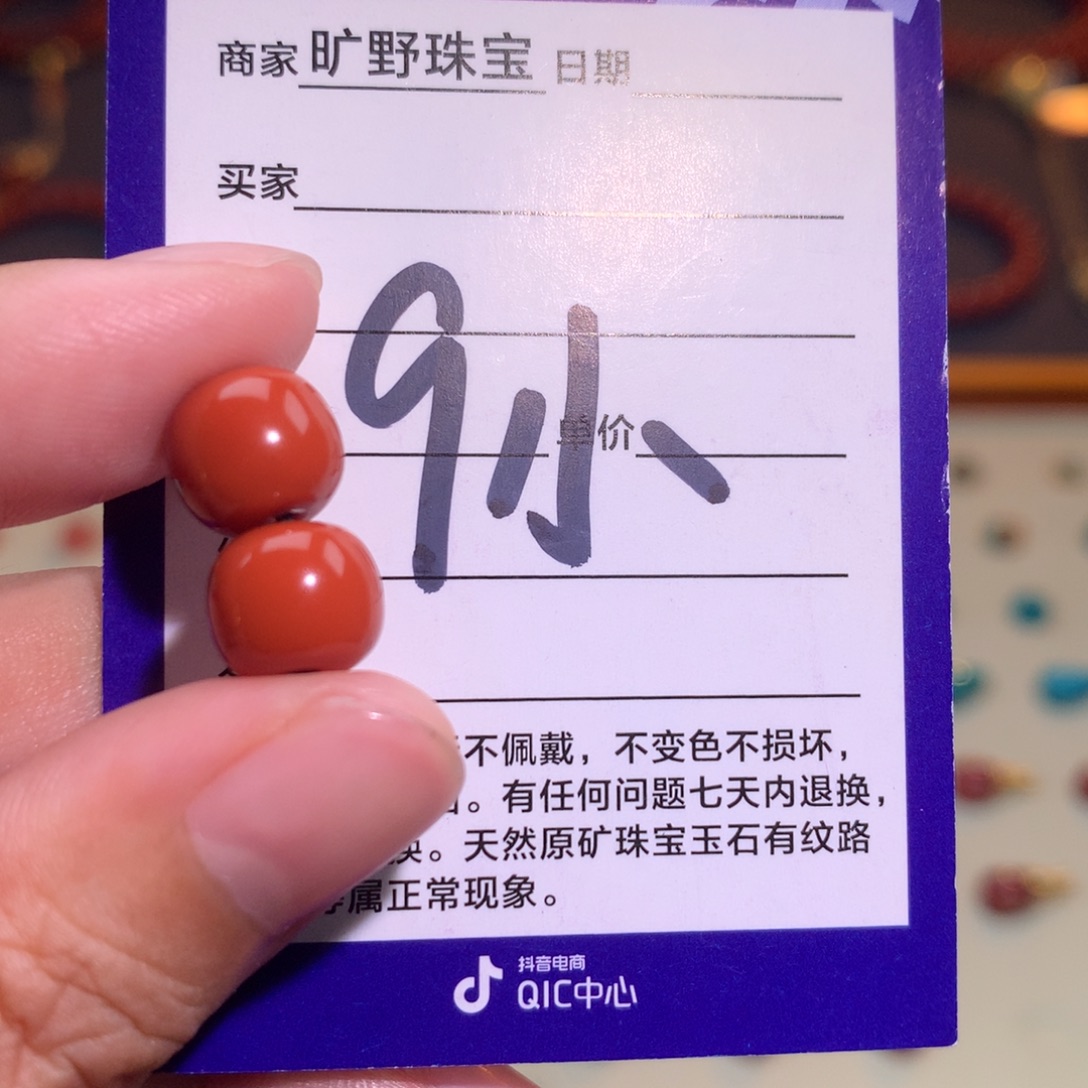 商家 旷野珠宝 日期
买家
9小
单价
不佩戴，不变色不损坏，
。有任何问题七天内退换，
换。天然原矿珠宝玉石有纹路
等属正常现象。
抖音电商
QIC中心